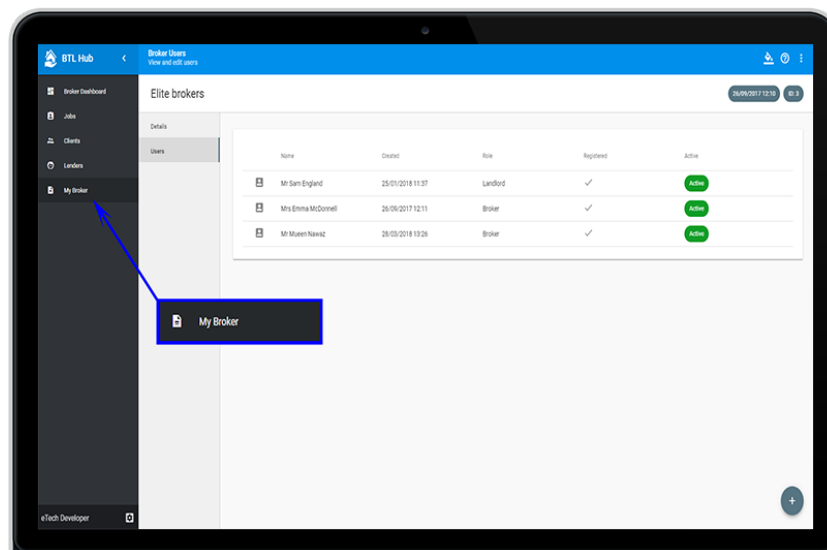 BTL Hub
Broker Users
View and edit users
Broker Dashboard
Jobs
Clients
Lenders
My Broker
Elite brokers
26/09/2017 12:10
ID: 3
Details
Users
Name Created Role Registered Active
Mr Sam England 25/01/2018 11:37 Landlord Active
Mrs Emma McDonnell 26/09/2017 12:11 Broker Active
Mr Mueen Nawaz 28/03/2018 10:26 Broker Active
My Broker
eTech Developer